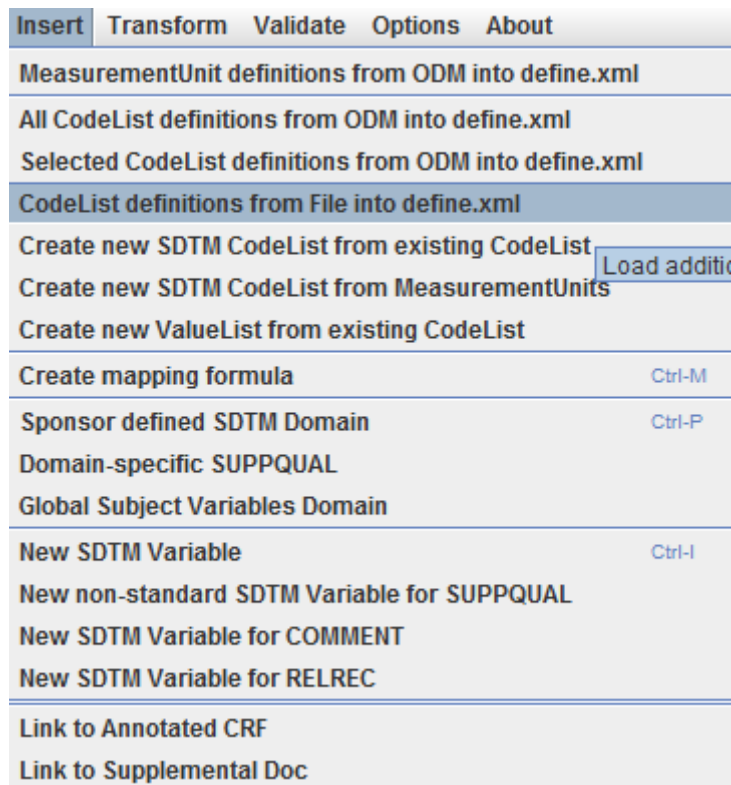 Insert Transform Validate Options About
MeasurementUnit definitions from ODM into define.xml
All CodeList definitions from ODM into define.xml
Selected CodeList definitions from ODM into define.xml
CodeList definitions from File into define.xml
Create new SDTM CodeList from existing CodeList
Load additio
Create new SDTM CodeList from MeasurementUnits
Create new ValueList from existing CodeList
Create mapping formula Ctrl-M
Sponsor defined SDTM Domain Ctrl-P
Domain-specific SUPPQUAL
Global Subject Variables Domain
New SDTM Variable Ctrl-I
New non-standard SDTM Variable for SUPPQUAL
New SDTM Variable for COMMENT
New SDTM Variable for RELREC
Link to Annotated CRF
Link to Supplemental Doc